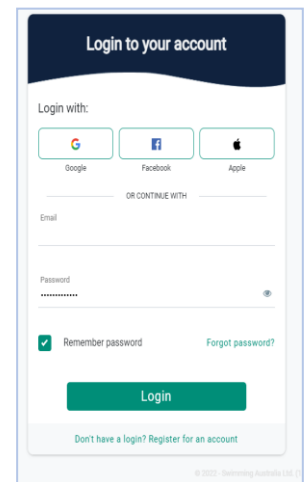 Login to your account
Login with:
Google Facebook Apple
OR CONTINUE WITH
Email
Password
•••••••••••••
Remember password Forgot password?
Login
Don't have a login? Register for an account
© 2022 - Swimming Australia Ltd.